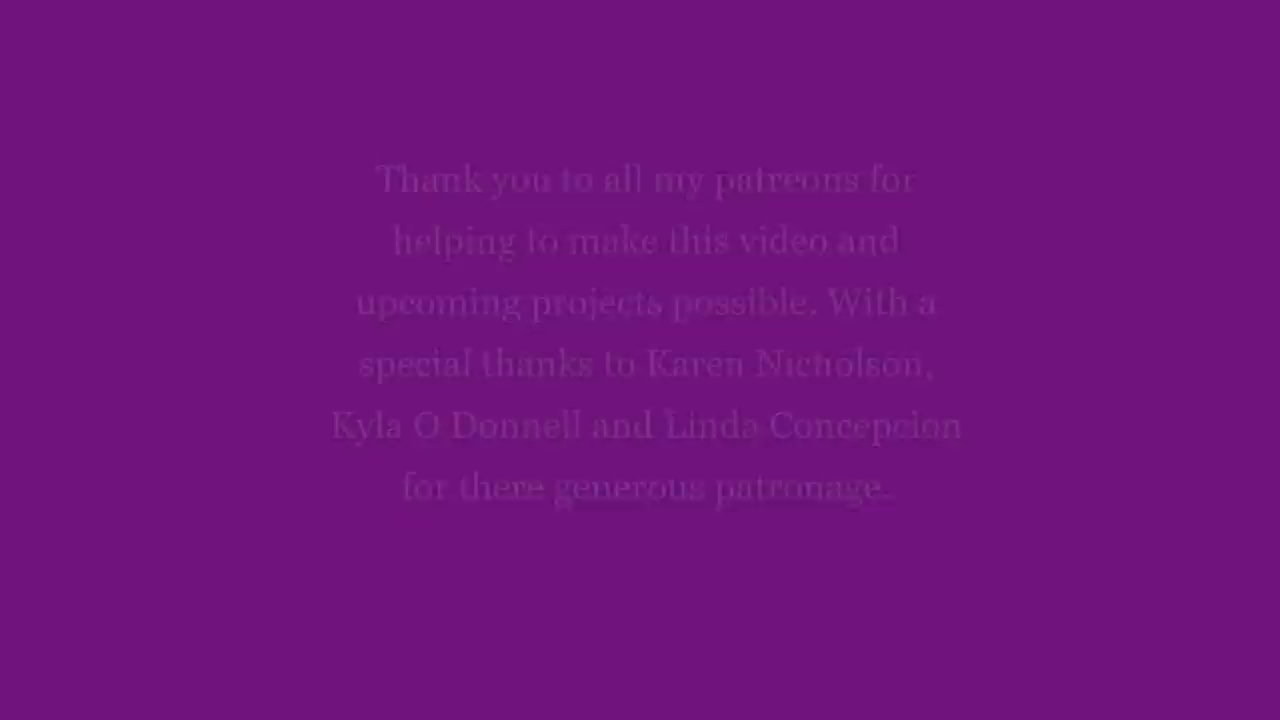 Thank you to all my patreons for
helping to make this video and
upcoming projects possible. With a
special thanks to Karen Nicholson,
Kyla O Donnell and Linda Concepcion
for there generous patronage.